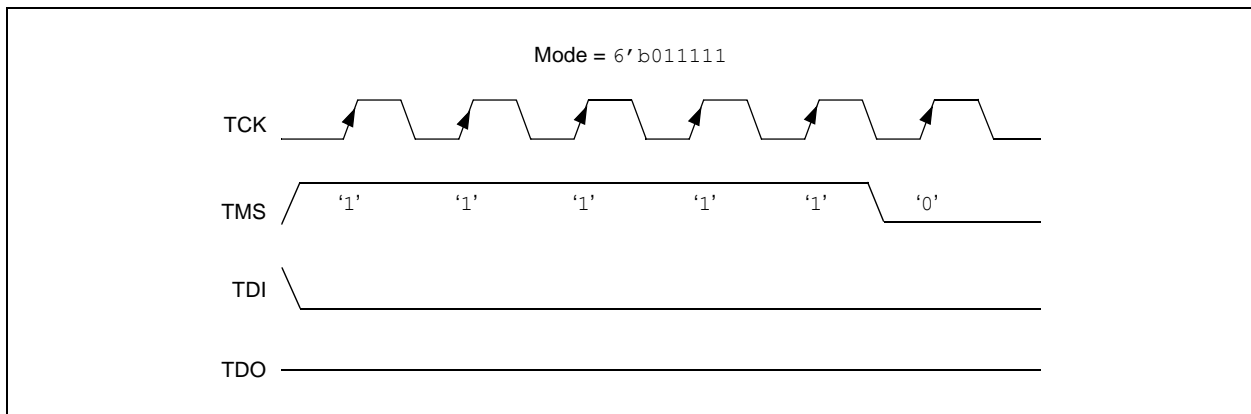 Mode = 6’b011111
TCK
TMS ‘1’ ‘1’ ‘1’ ‘1’ ‘1’ ‘0’
TDI
TDO